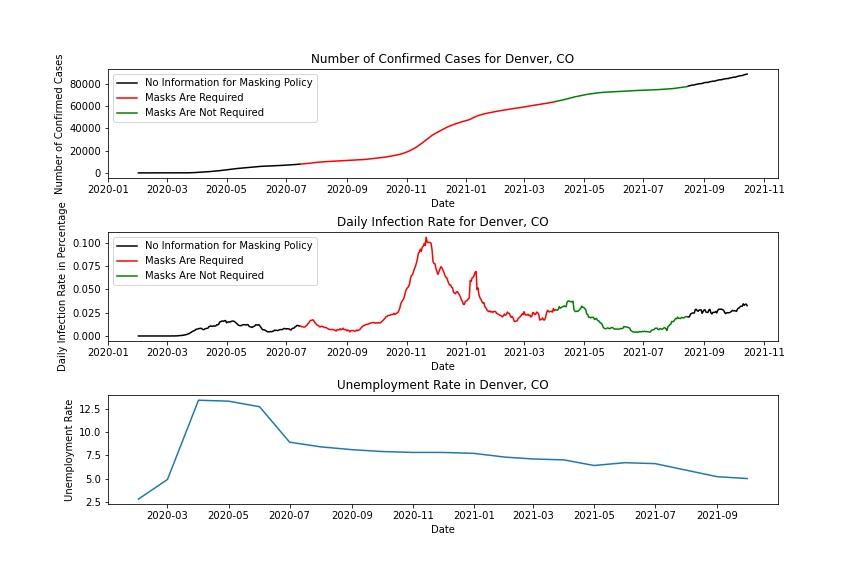 Number of Confirmed Cases for Denver, CO
Number of Confirmed Cases
80000
60000
40000
20000
0
No Information for Masking Policy
Masks Are Required
Masks Are Not Required
2020-01 2020-03 2020-05 2020-07 2020-09 2020-11 2021-01 2021-03 2021-05 2021-07 2021-09 2021-11
Date
Daily Infection Rate for Denver, CO
Daily Infection Rate in Percentage
0.100
0.075
0.050
0.025
0.000
No Information for Masking Policy
Masks Are Required
Masks Are Not Required
2020-01 2020-03 2020-05 2020-07 2020-09 2020-11 2021-01 2021-03 2021-05 2021-07 2021-09 2021-11
Date
Unemployment Rate in Denver, CO
Unemployment Rate
12.5
10.0
7.5
5.0
2.5
2020-03 2020-05 2020-07 2020-09 2020-11 2021-01 2021-03 2021-05 2021-07 2021-09
Date